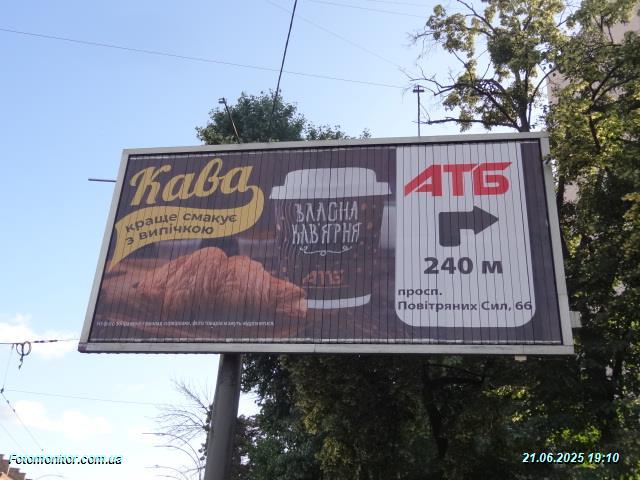 Кава
краще смакує
з випічкою
ВЛАСНА
КАВ'ЯРНЯ
АТБ
АТБ
240 м
просп.
Повітряних Сил, 66
Fotomonitor.com.ua
21.06.2025 19:10